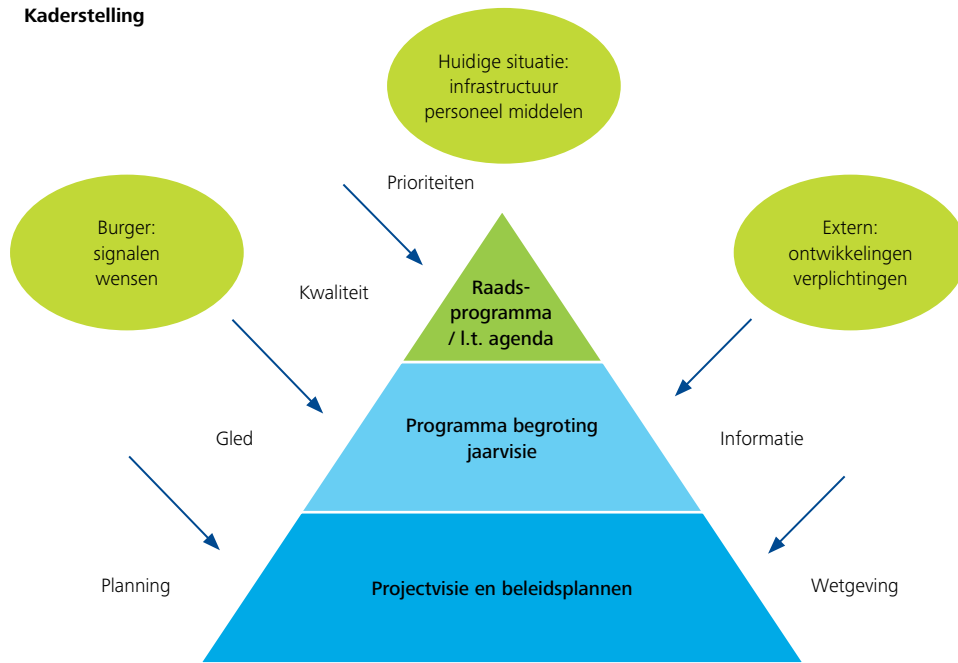 Kaderstelling
Huidige situatie:
infrastructuur
personeel middelen
Prioriteiten
Burger:
signalen
wensen
Extern:
ontwikkelingen
verplichtingen
Kwaliteit
Raads-
programma
/ l.t. agenda
Gled
Programma begroting
jaarvisie
Informatie
Planning
Projectvisie en beleidsplannen
Wetgeving